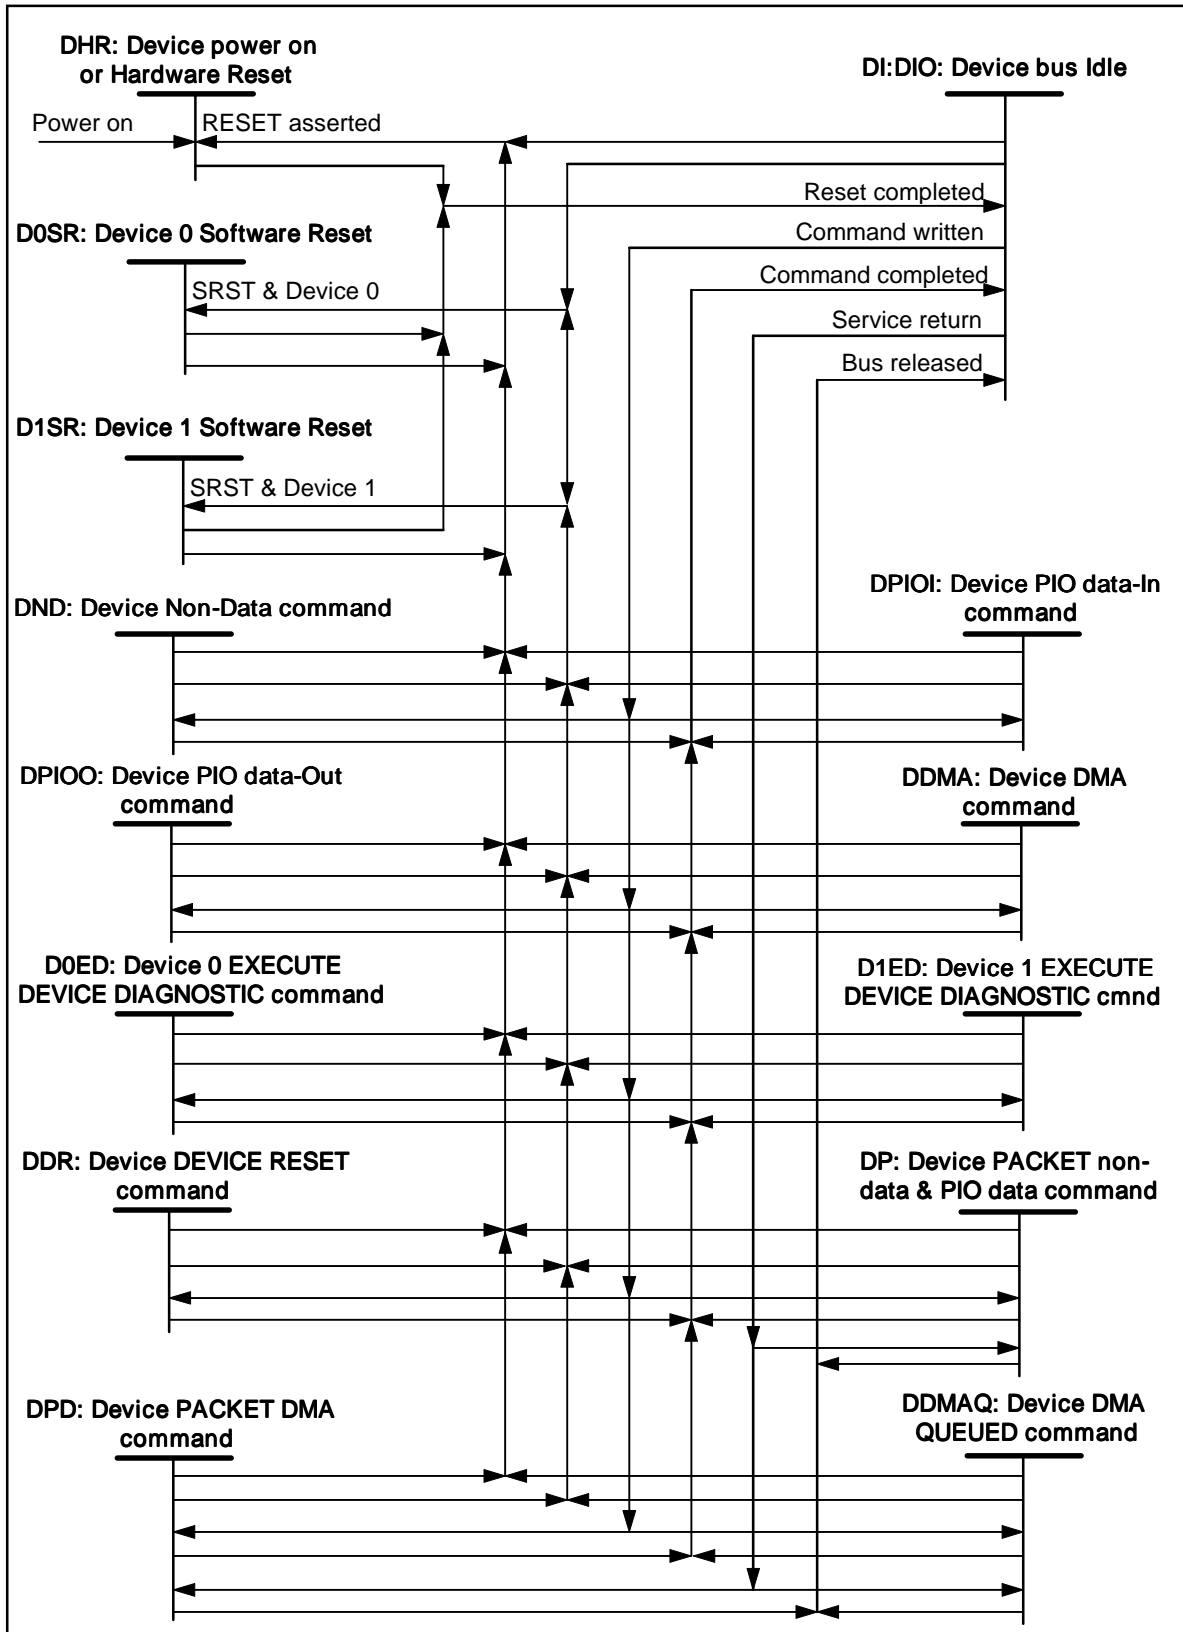 DHR: Device power on
or Hardware Reset
DI:DIO: Device bus Idle
Power on
RESET asserted
Reset completed
D0SR: Device 0 Software Reset
Command written
SRST & Device 0
Command completed
Service return
Bus released
D1SR: Device 1 Software Reset
SRST & Device 1
DND: Device Non-Data command
DPIOI: Device PIO data-In
command
DPIOO: Device PIO data-Out
command
DDMA: Device DMA
command
D0ED: Device 0 EXECUTE
DEVICE DIAGNOSTIC command
D1ED: Device 1 EXECUTE
DEVICE DIAGNOSTIC cmnd
DDR: Device DEVICE RESET
command
DP: Device PACKET non-
data & PIO data command
DPD: Device PACKET DMA
command
DDMAQ: Device DMA
QUEUED command